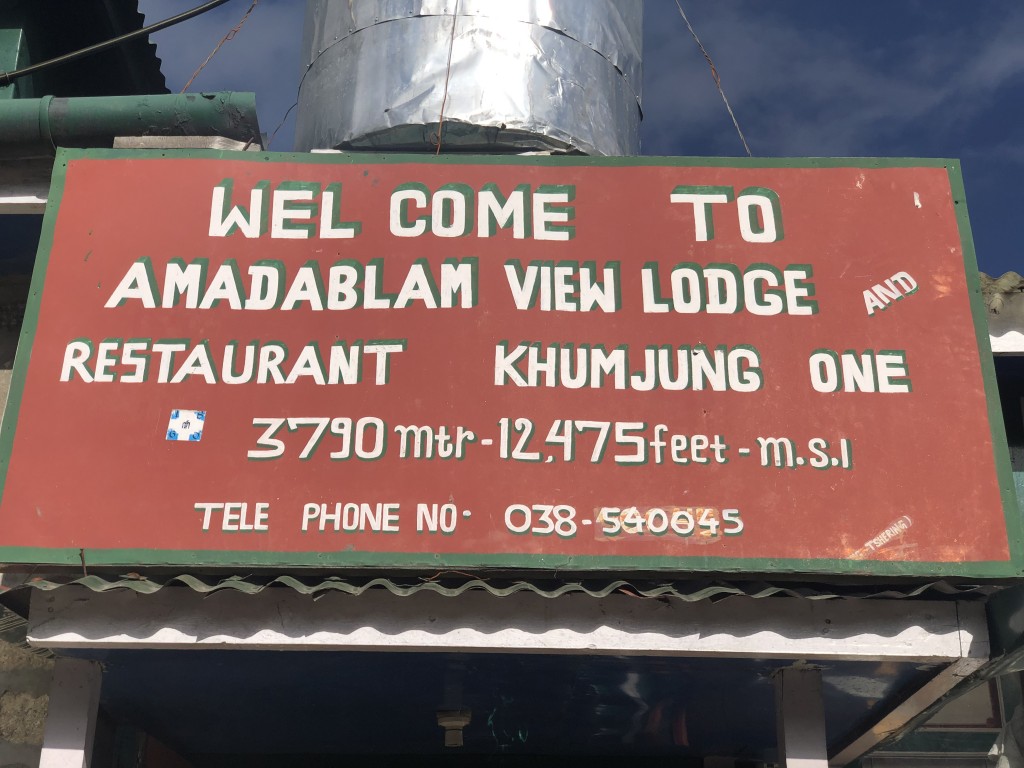 WEL COME TO
AMADABLAM VIEW LODGE AND
RESTAURANT KHUMJUNG ONE
3790 mtr-12,475 feet-m.s.l
TELE PHONE NO- 038-540045
T'SHERING